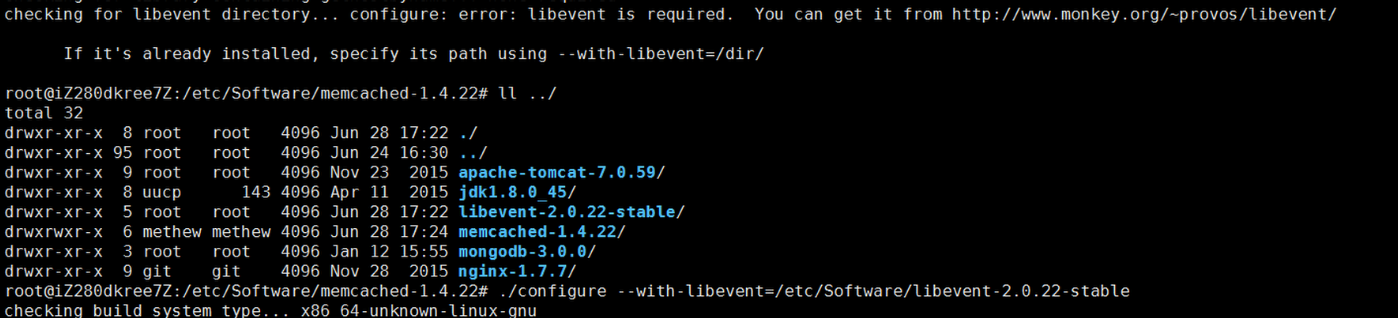 checking for libevent directory... configure: error: libevent is required.  You can get it from http://www.monkey.org/~provos/libevent/
      If it's already installed, specify its path using --with-libevent=/dir/
root@iZ280dkree7Z:/etc/Software/memcached-1.4.22# ll ../
total 32
drwxr-xr-x  8 root   root   4096 Jun 28 17:22 ./
drwxr-xr-x 95 root   root   4096 Jun 24 16:30 ../
drwxr-xr-x  9 root   root   4096 Nov 23  2015 apache-tomcat-7.0.59/
drwxr-xr-x  8 uucp      143 4096 Apr 11  2015 jdk1.8.0_45/
drwxr-xr-x  5 root   root   4096 Jun 28 17:22 libevent-2.0.22-stable/
drwxrwxr-x  6 methew methew 4096 Jun 28 17:24 memcached-1.4.22/
drwxr-xr-x  3 root   root   4096 Jan 12 15:55 mongodb-3.0.0/
drwxr-xr-x  9 git    git    4096 Nov 28  2015 nginx-1.7.7/
root@iZ280dkree7Z:/etc/Software/memcached-1.4.22# ./configure --with-libevent=/etc/Software/libevent-2.0.22-stable
checking build system type... x86_64-unknown-linux-gnu